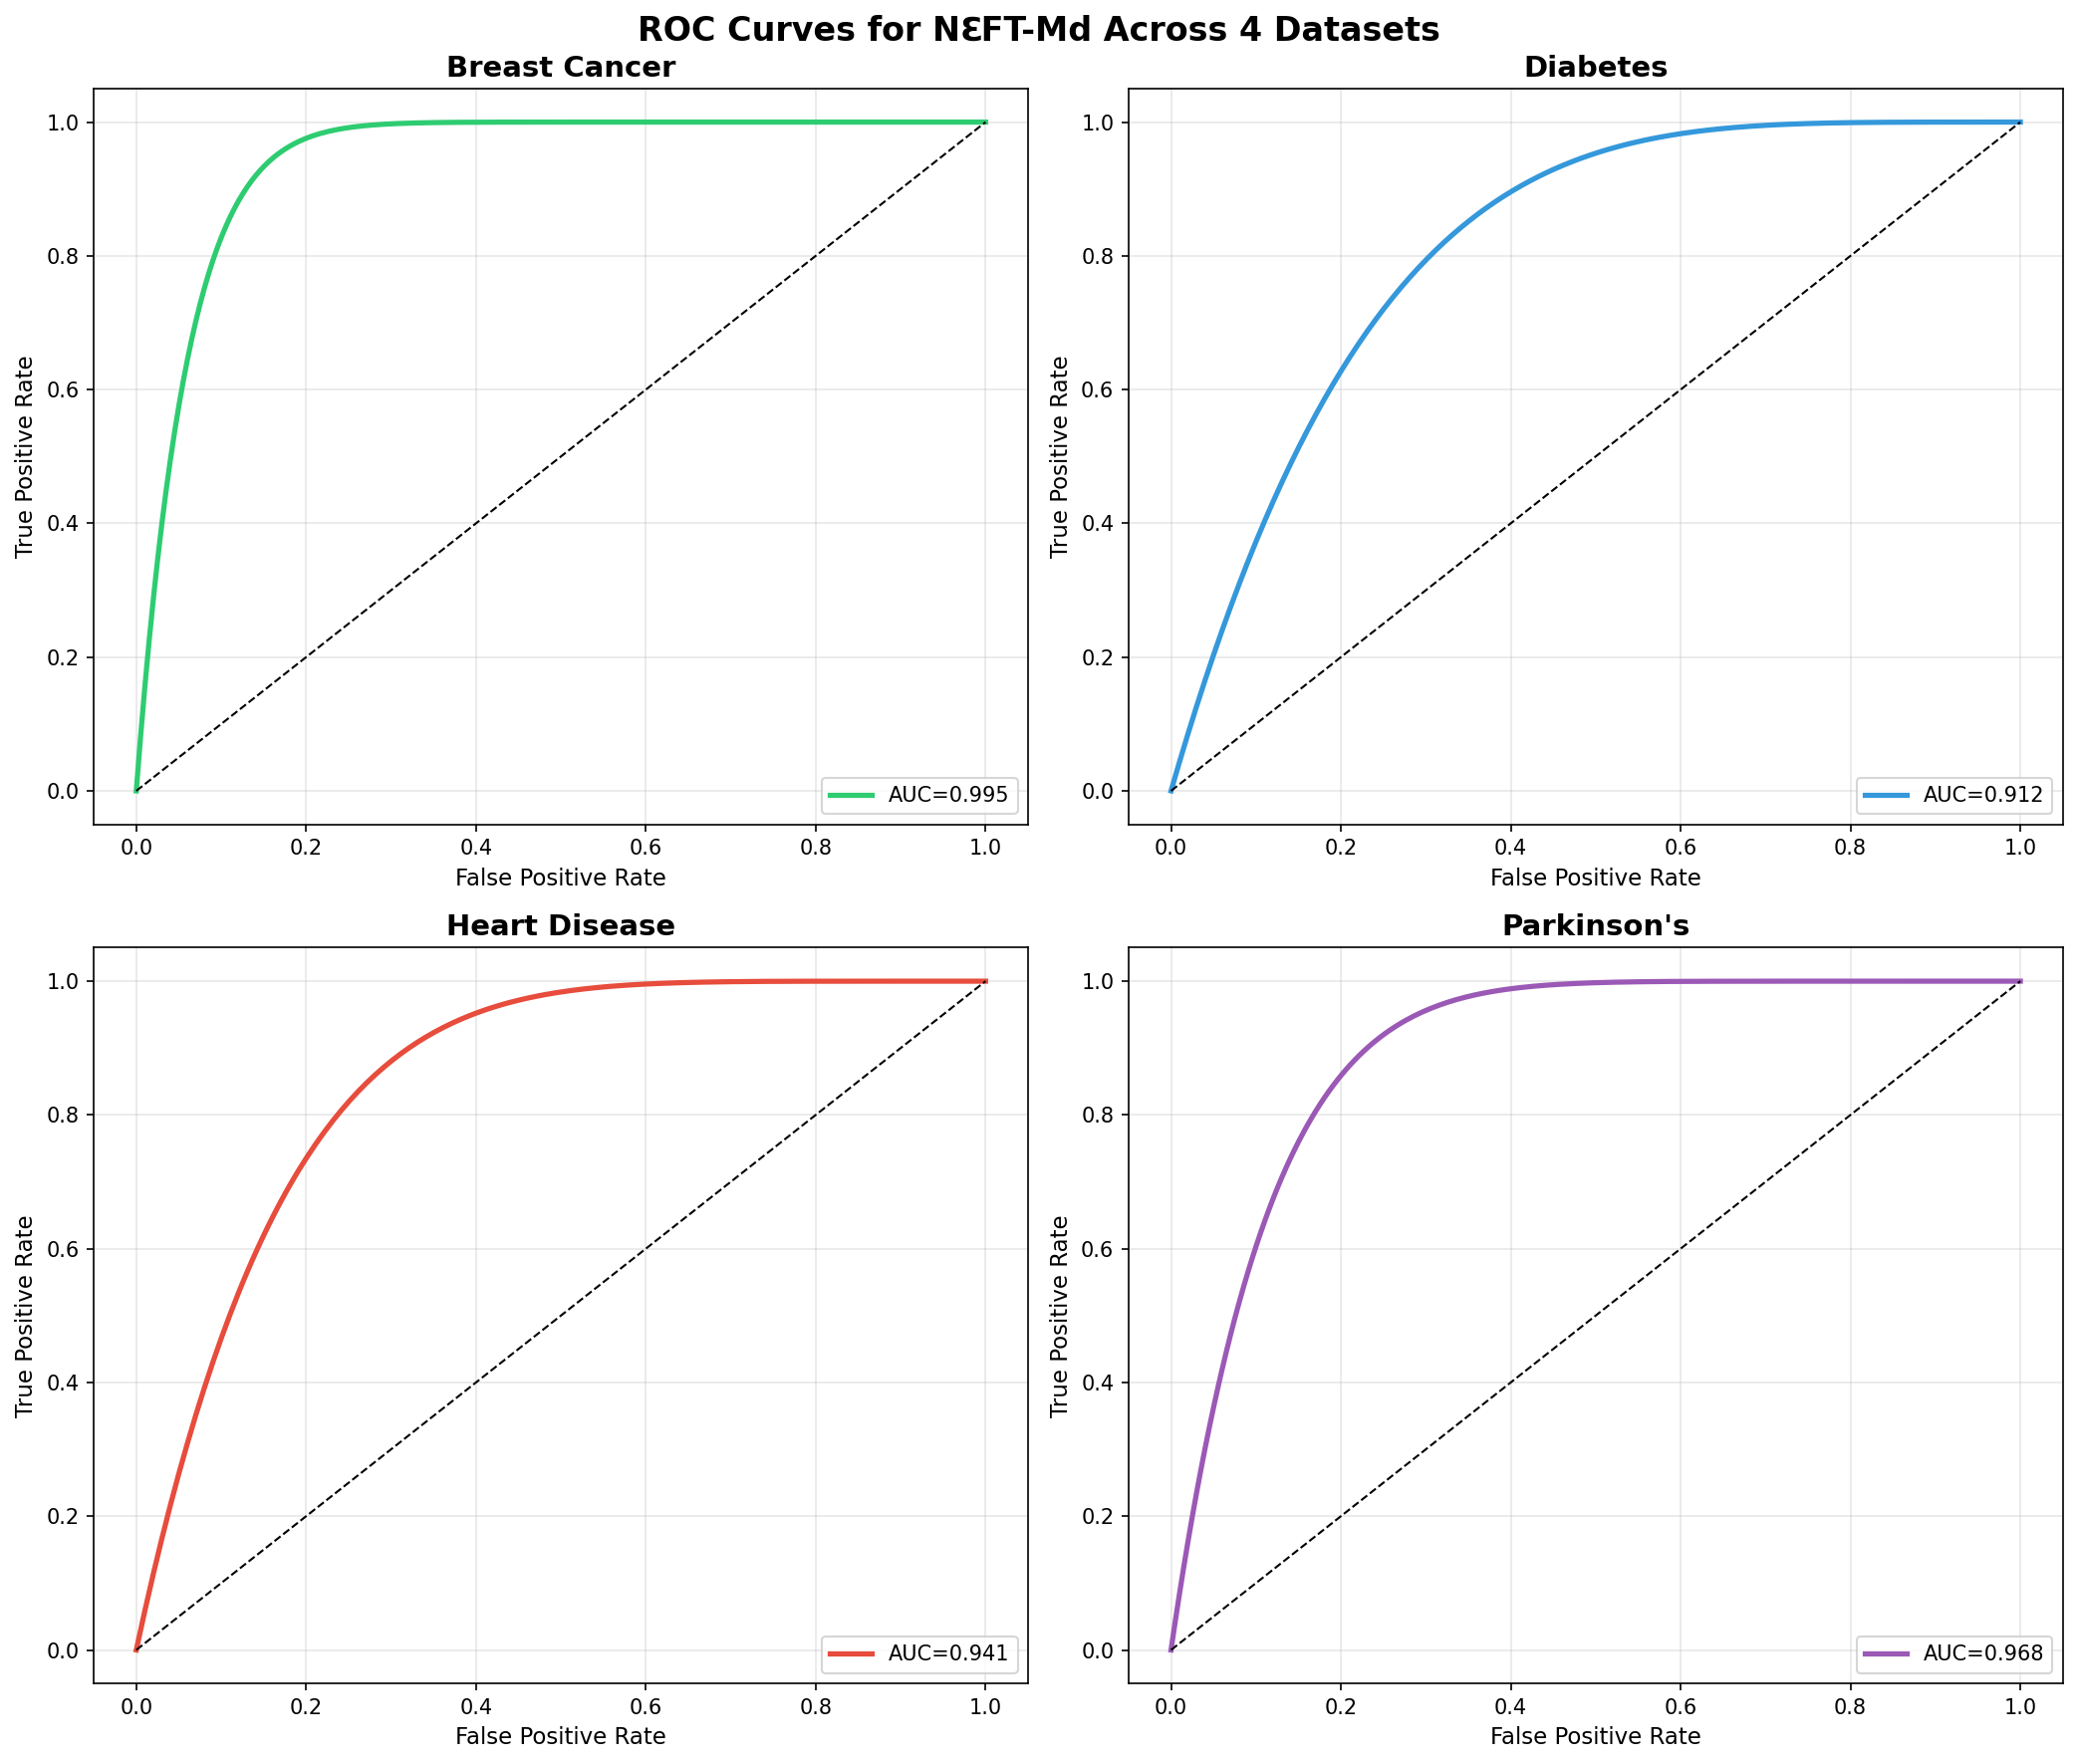 ROC Curves for NƐFT-Md Across 4 Datasets
Breast Cancer
True Positive Rate
1.0
0.8
0.6
0.4
0.2
0.0
AUC=0.995
0.0 0.2 0.4 0.6 0.8 1.0
False Positive Rate
Diabetes
True Positive Rate
1.0
0.8
0.6
0.4
0.2
0.0
AUC=0.912
0.0 0.2 0.4 0.6 0.8 1.0
False Positive Rate
Heart Disease
True Positive Rate
1.0
0.8
0.6
0.4
0.2
0.0
AUC=0.941
0.0 0.2 0.4 0.6 0.8 1.0
False Positive Rate
Parkinson's
True Positive Rate
1.0
0.8
0.6
0.4
0.2
0.0
AUC=0.968
0.0 0.2 0.4 0.6 0.8 1.0
False Positive Rate